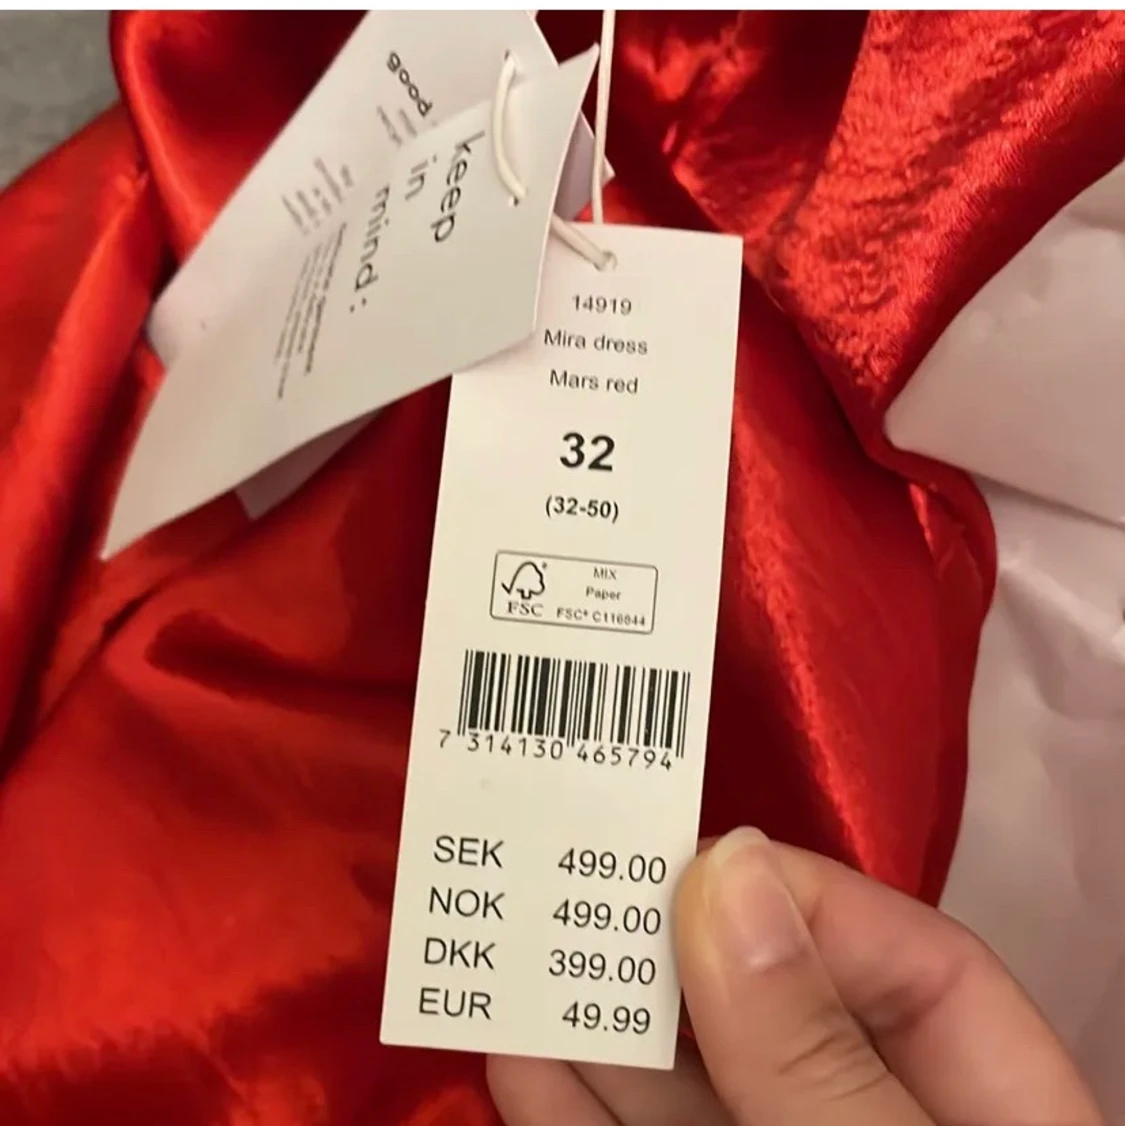 good
keep
in
mind:
14919
Mira dress
Mars red
32
(32-50)
MIX
Paper
FSC
FSC® C116844
7 314130 465794
SEK 499.00
NOK 499.00
DKK 399.00
EUR 49.99